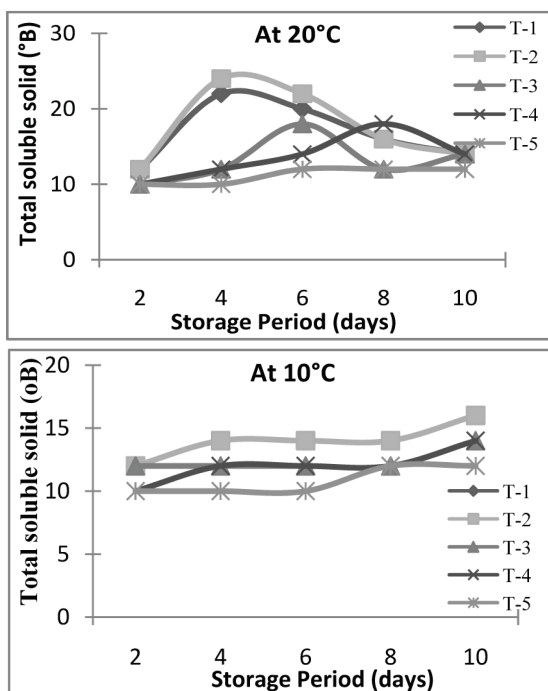 At 20°C
Total soluble solid (°B)
30
20
10
0
2 4 6 8 10
Storage Period (days)
T-1
T-2
T-3
T-4
T-5
At 10°C
Total soluble solid (oB)
20
15
10
5
0
2 4 6 8 10
Storage Period (days)
T-1
T-2
T-3
T-4
T-5